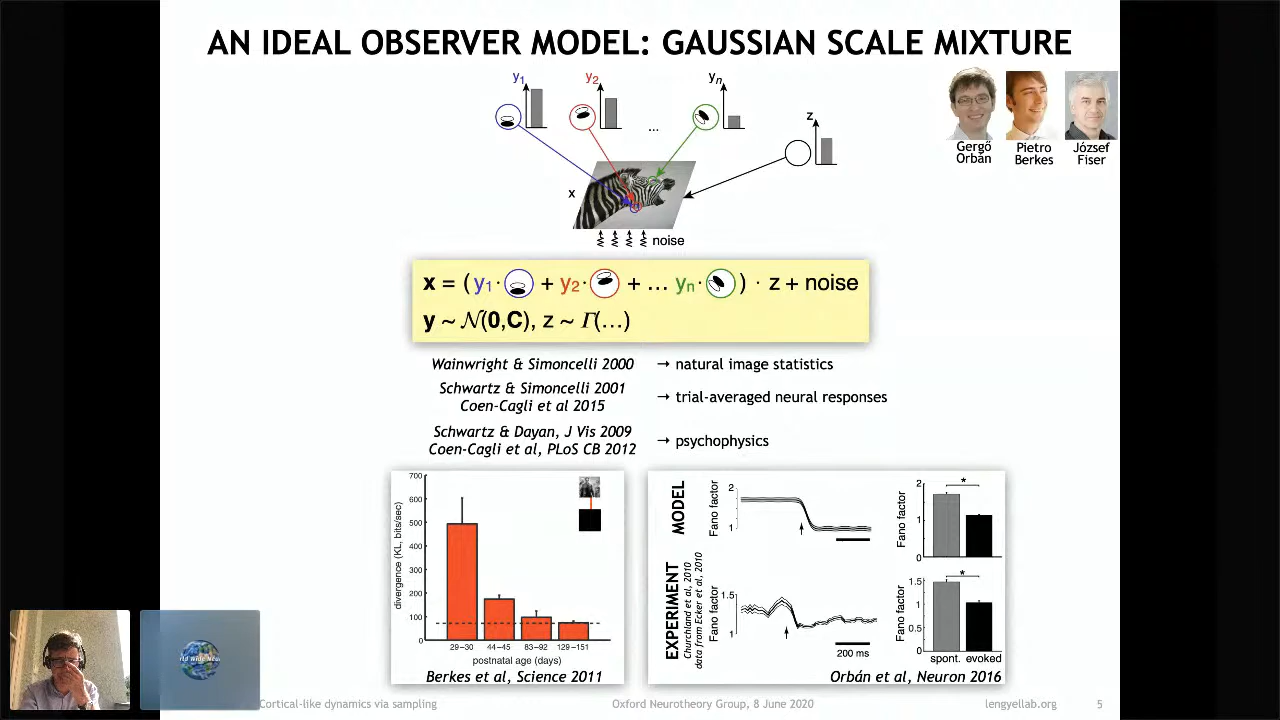 AN IDEAL OBSERVER MODEL: GAUSSIAN SCALE MIXTURE
y1
y2
yn
...
z
x
noise
Gergő
Orbán
Pietro
Berkes
József
Fiser
x = (y1· + y2· + ... yn· ) · z + noise
y ~ N(0,C), z ~ Γ(...)
Wainwright & Simoncelli 2000 → natural image statistics
Schwartz & Simoncelli 2001
Coen-Cagli et al 2015
→ trial-averaged neural responses
Schwartz & Dayan, J Vis 2009
Coen-Cagli et al, PLoS CB 2012
→ psychophysics
divergence (KL, bits/sec)
700
600
500
400
300
200
100
0
29–30 44–45 83–92 129–151
postnatal age (days)
Berkes et al, Science 2011
MODEL
Fano factor
2
1
Fano factor
2
1
0
*
EXPERIMENT
Churchland et al, 2010
data from Ecker et al, 2010
Fano factor
1.5
1
200 ms
Fano factor
1.5
1
0.5
0
*
spont. evoked
Orbán et al, Neuron 2016
Cortical-like dynamics via sampling
Oxford Neurotheory Group, 8 June 2020
lengyellab.org
5